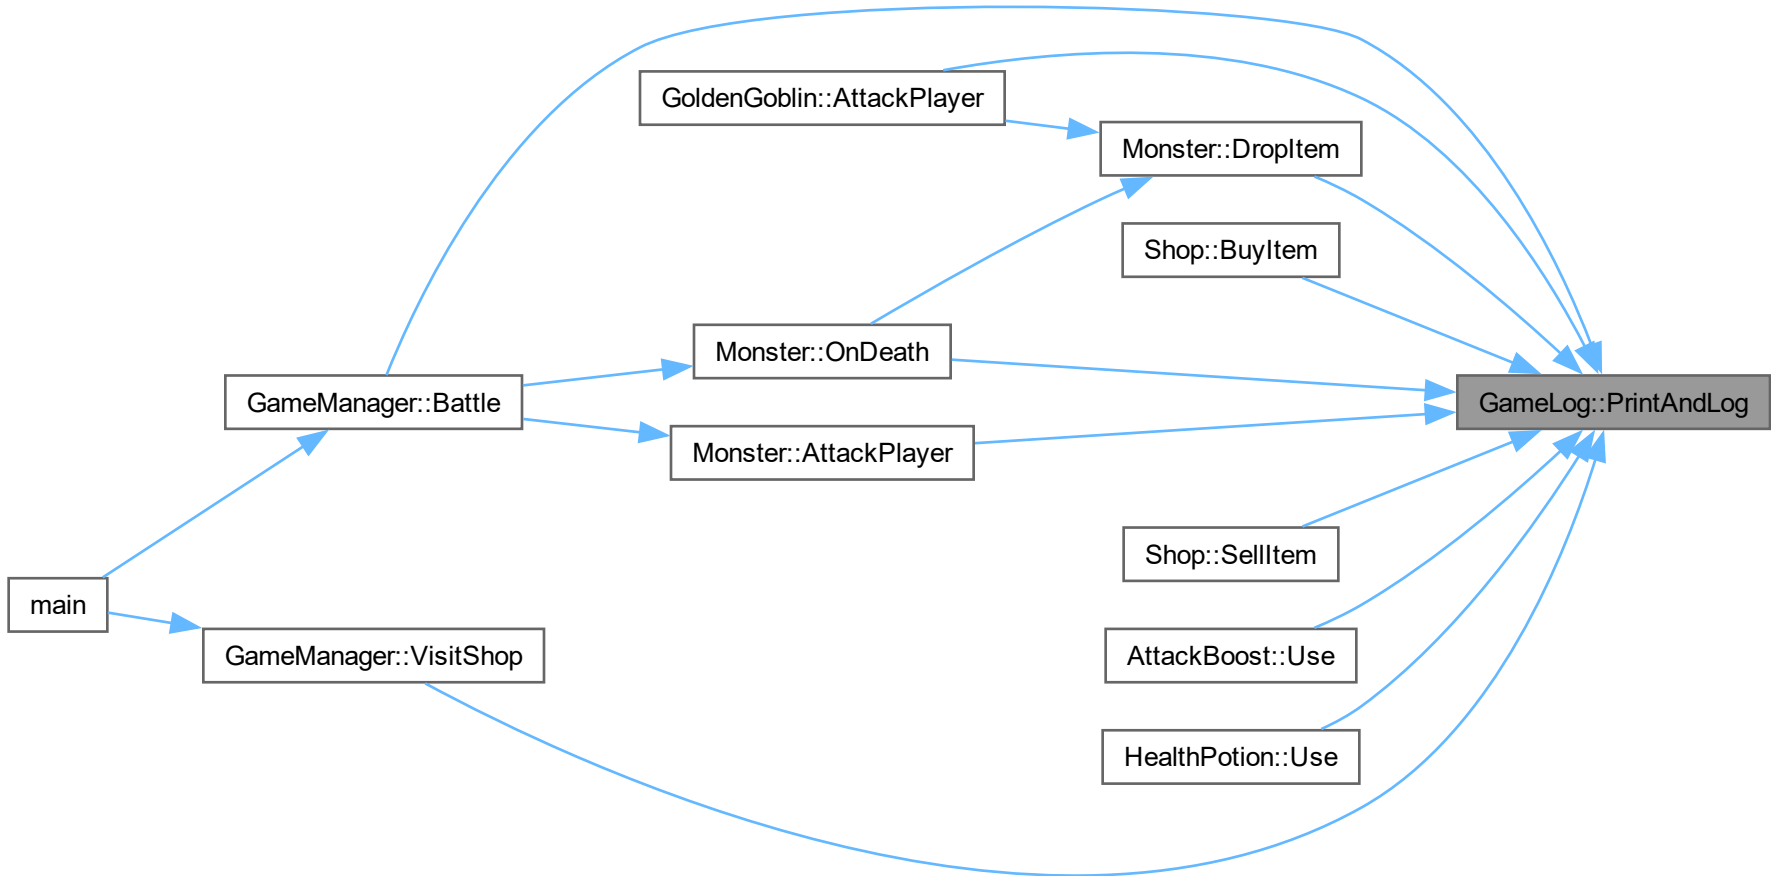 GoldenGoblin::AttackPlayer
Monster::DropItem
Shop::BuyItem
Monster::OnDeath
GameManager::Battle
GameLog::PrintAndLog
Monster::AttackPlayer
Shop::SellItem
main
GameManager::VisitShop
AttackBoost::Use
HealthPotion::Use